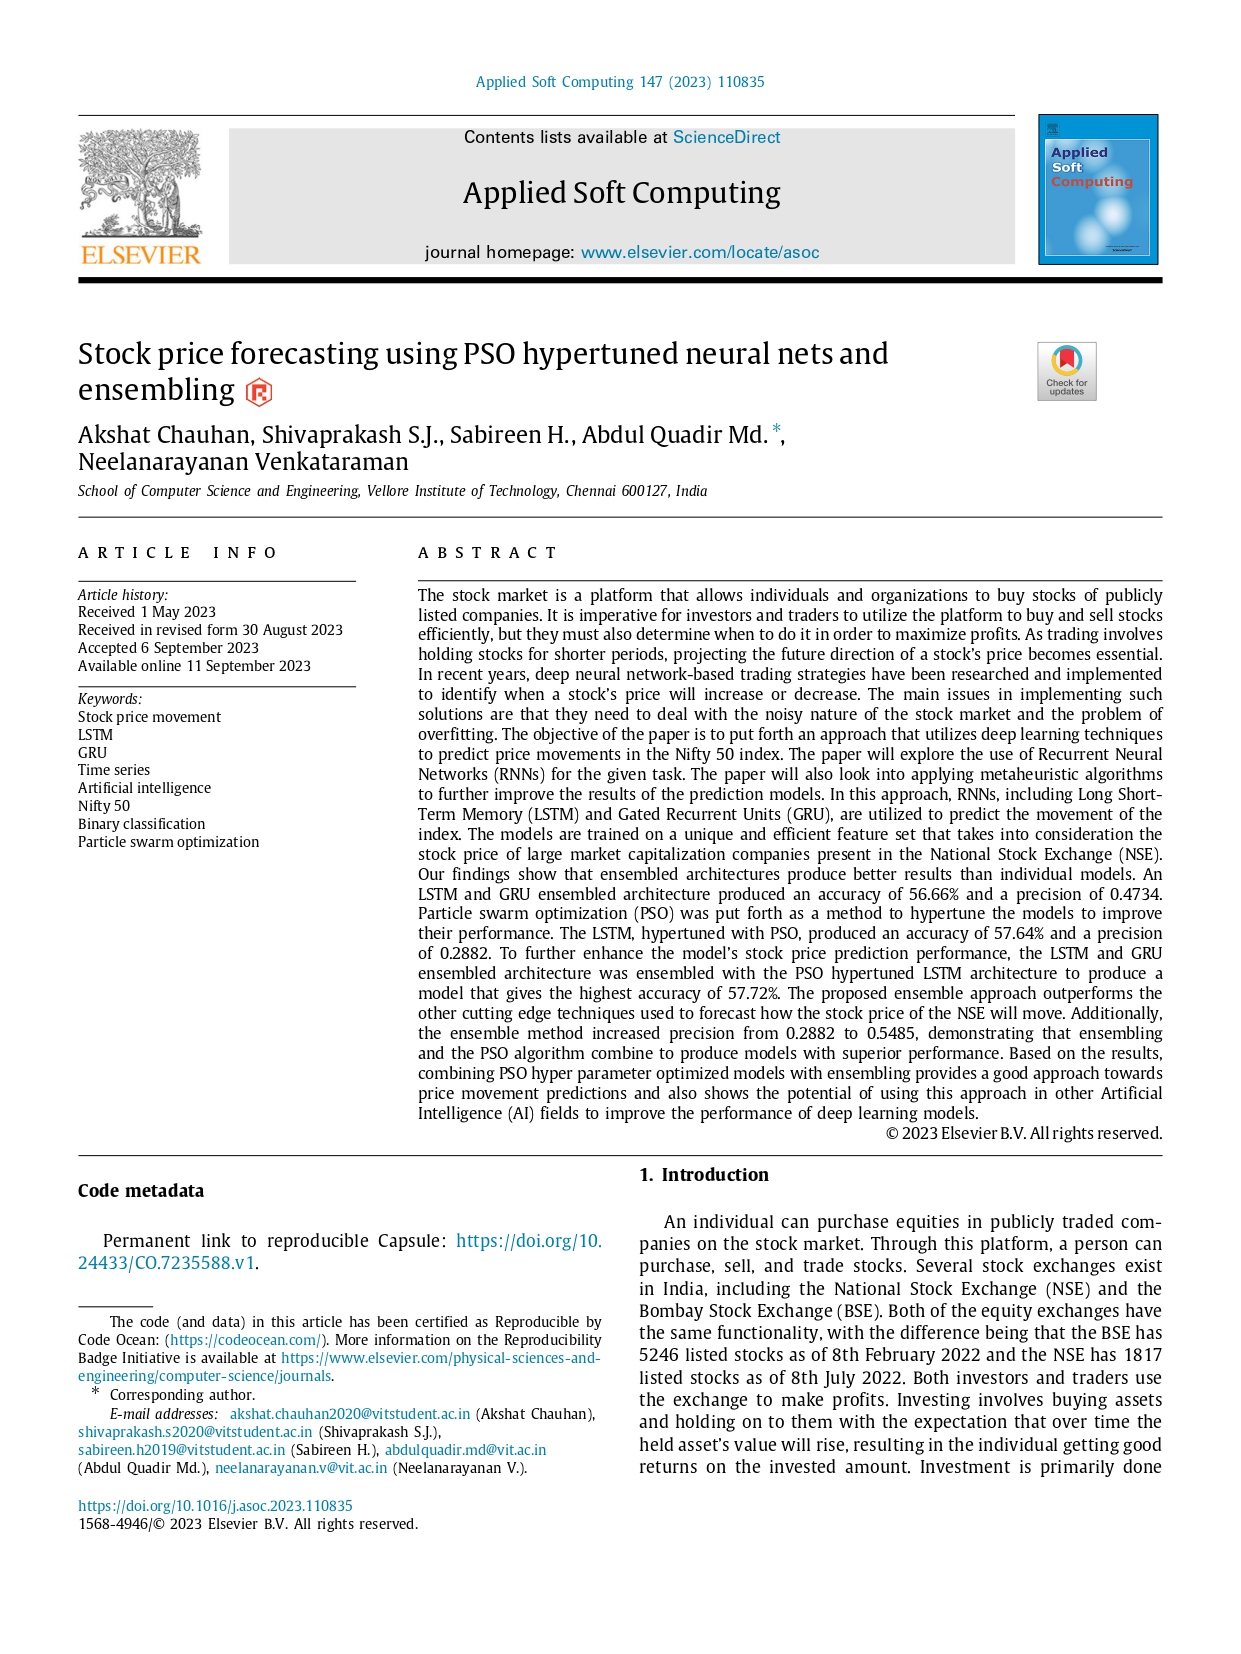 Applied Soft Computing 147 (2023) 110835
Contents lists available at ScienceDirect
Applied Soft Computing
journal homepage: www.elsevier.com/locate/asoc
ELSEVIER
Applied
Soft
Computing
Stock price forecasting using PSO hypertuned neural nets and
ensembling
Check for
updates
Akshat Chauhan, Shivaprakash S.J., Sabireen H., Abdul Quadir Md. *,
Neelanarayanan Venkataraman
School of Computer Science and Engineering, Vellore Institute of Technology, Chennai 600127, India
ARTICLE INFO
Article history:
Received 1 May 2023
Received in revised form 30 August 2023
Accepted 6 September 2023
Available online 11 September 2023
Keywords:
Stock price movement
LSTM
GRU
Time series
Artificial intelligence
Nifty 50
Binary classification
Particle swarm optimization
ABSTRACT
The stock market is a platform that allows individuals and organizations to buy stocks of publicly
listed companies. It is imperative for investors and traders to utilize the platform to buy and sell stocks
efficiently, but they must also determine when to do it in order to maximize profits. As trading involves
holding stocks for shorter periods, projecting the future direction of a stock's price becomes essential.
In recent years, deep neural network-based trading strategies have been researched and implemented
to identify when a stock's price will increase or decrease. The main issues in implementing such
solutions are that they need to deal with the noisy nature of the stock market and the problem of
overfitting. The objective of the paper is to put forth an approach that utilizes deep learning techniques
to predict price movements in the Nifty 50 index. The paper will explore the use of Recurrent Neural
Networks (RNNs) for the given task. The paper will also look into applying metaheuristic algorithms
to further improve the results of the prediction models. In this approach, RNNs, including Long Short-
Term Memory (LSTM) and Gated Recurrent Units (GRU), are utilized to predict the movement of the
index. The models are trained on a unique and efficient feature set that takes into consideration the
stock price of large market capitalization companies present in the National Stock Exchange (NSE).
Our findings show that ensembled architectures produce better results than individual models. An
LSTM and GRU ensembled architecture produced an accuracy of 56.66% and a precision of 0.4734.
Particle swarm optimization (PSO) was put forth as a method to hypertune the models to improve
their performance. The LSTM, hypertuned with PSO, produced an accuracy of 57.64% and a precision
of 0.2882. To further enhance the model's stock price prediction performance, the LSTM and GRU
ensembled architecture was ensembled with the PSO hypertuned LSTM architecture to produce a
model that gives the highest accuracy of 57.72%. The proposed ensemble approach outperforms the
other cutting edge techniques used to forecast how the stock price of the NSE will move. Additionally,
the ensemble method increased precision from 0.2882 to 0.5485, demonstrating that ensembling
and the PSO algorithm combine to produce models with superior performance. Based on the results,
combining PSO hyper parameter optimized models with ensembling provides a good approach towards
price movement predictions and also shows the potential of using this approach in other Artificial
Intelligence (AI) fields to improve the performance of deep learning models.
© 2023 Elsevier B.V. All rights reserved.
Code metadata
Permanent link to reproducible Capsule: https://doi.org/10.
24433/CO.7235588.v1.
The code (and data) in this article has been certified as Reproducible by
Code Ocean: (https://codeocean.com/). More information on the Reproducibility
Badge Initiative is available at https://www.elsevier.com/physical-sciences-and-
engineering/computer-science/journals.
* Corresponding author.
E-mail addresses: akshat.chauhan2020@vitstudent.ac.in (Akshat Chauhan),
shivaprakash.s2020@vitstudent.ac.in (Shivaprakash S.J.),
sabireen.h2019@vitstudent.ac.in (Sabireen H.), abdulquadir.md@vit.ac.in
(Abdul Quadir Md.), neelanarayanan.v@vit.ac.in (Neelanarayanan V.).
1. Introduction
An individual can purchase equities in publicly traded com-
panies on the stock market. Through this platform, a person can
purchase, sell, and trade stocks. Several stock exchanges exist
in India, including the National Stock Exchange (NSE) and the
Bombay Stock Exchange (BSE). Both of the equity exchanges have
the same functionality, with the difference being that the BSE has
5246 listed stocks as of 8th February 2022 and the NSE has 1817
listed stocks as of 8th July 2022. Both investors and traders use
the exchange to make profits. Investing involves buying assets
and holding on to them with the expectation that over time the
held asset's value will rise, resulting in the individual getting good
returns on the invested amount. Investment is primarily done
https://doi.org/10.1016/j.asoc.2023.110835
1568-4946/© 2023 Elsevier B.V. All rights reserved.